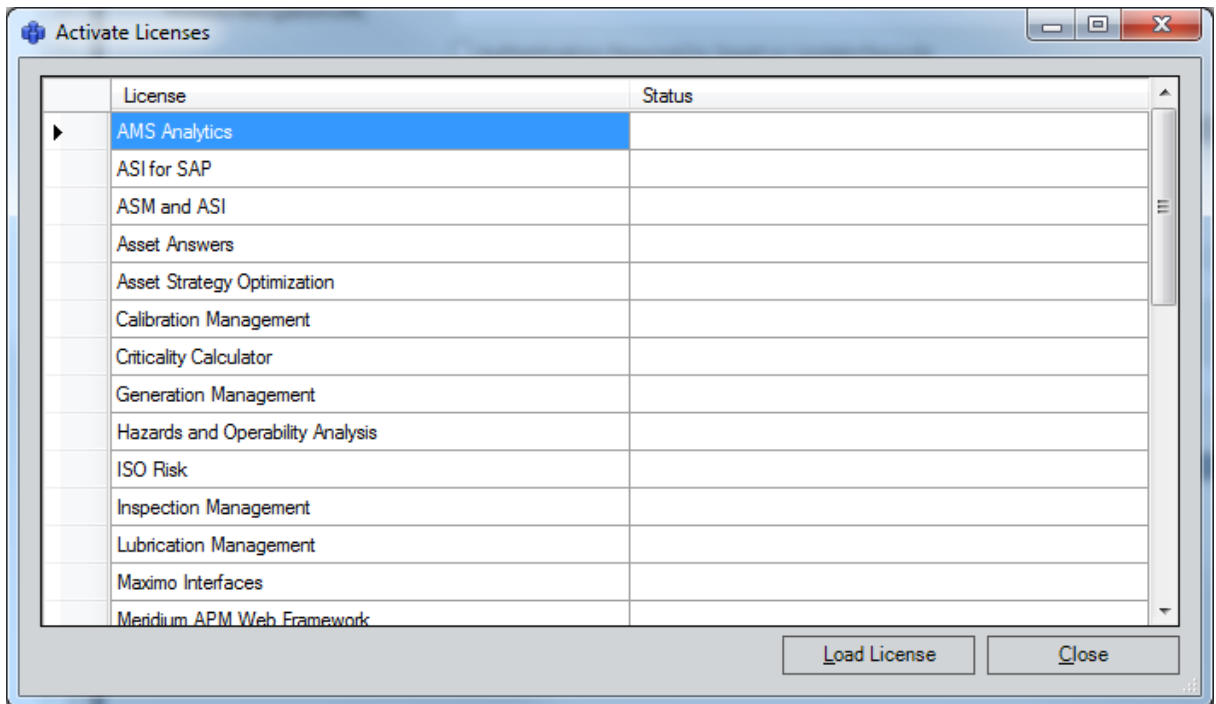 Activate Licenses
License Status
AMS Analytics
ASI for SAP
ASM and ASI
Asset Answers
Asset Strategy Optimization
Calibration Management
Criticality Calculator
Generation Management
Hazards and Operability Analysis
ISO Risk
Inspection Management
Lubrication Management
Maximo Interfaces
Meridium APM Web Framework
Load License Close